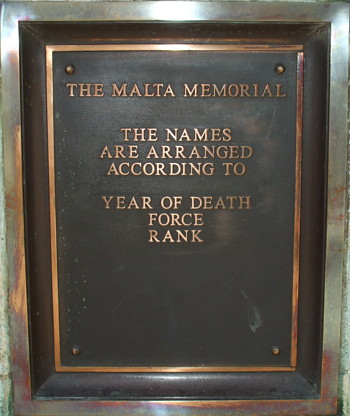 THE MALTA MEMORIAL
THE NAMES
ARE ARRANGED
ACCORDING TO
YEAR OF DEATH
FORCE
RANK